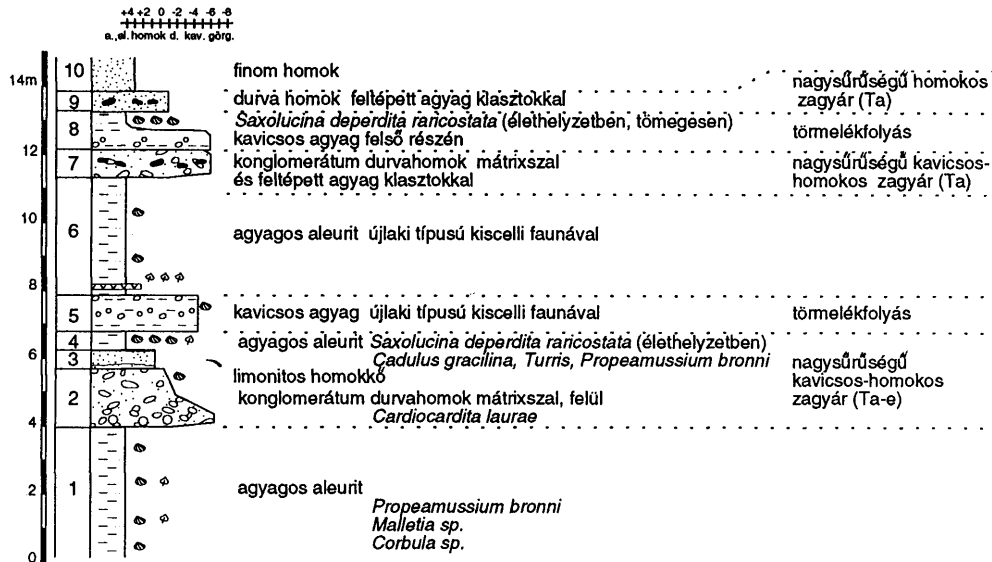 +4 +2 0 -2 -4 -6 -8
a., al. homok d. kav. görg.
14m
10
finom homok
nagysűrűségű homokos
zagyár (Ta)
9
durva homok feltépett agyag klasztokkal
8
Saxolucina deperdita raricostata (élethelyzetben, tömegesen)
kavicsos agyag felső részén
törmelékfolyás
12
7
konglomerátum durvahomok mátrixszal
és feltépett agyag klasztokkal
nagysűrűségű kavicsos-
homokos zagyár (Ta)
10
6
agyagos aleurit újlaki típusú kiscelli faunával
8
5
kavicsos agyag újlaki típusú kiscelli faunával
törmelékfolyás
4
agyagos aleurit Saxolucina deperdita raricostata (élethelyzetben)
6
3
Cadulus gracilina, Turris, Propeamussium bronni
limonitos homokkő
nagysűrűségű
kavicsos-homokos
zagyár (Ta-e)
2
konglomerátum durvahomok mátrixszal, felül
Cardiocardita laurae
4
1
agyagos aleurit
2
Propeamussium bronni
Malletia sp.
Corbula sp.
0